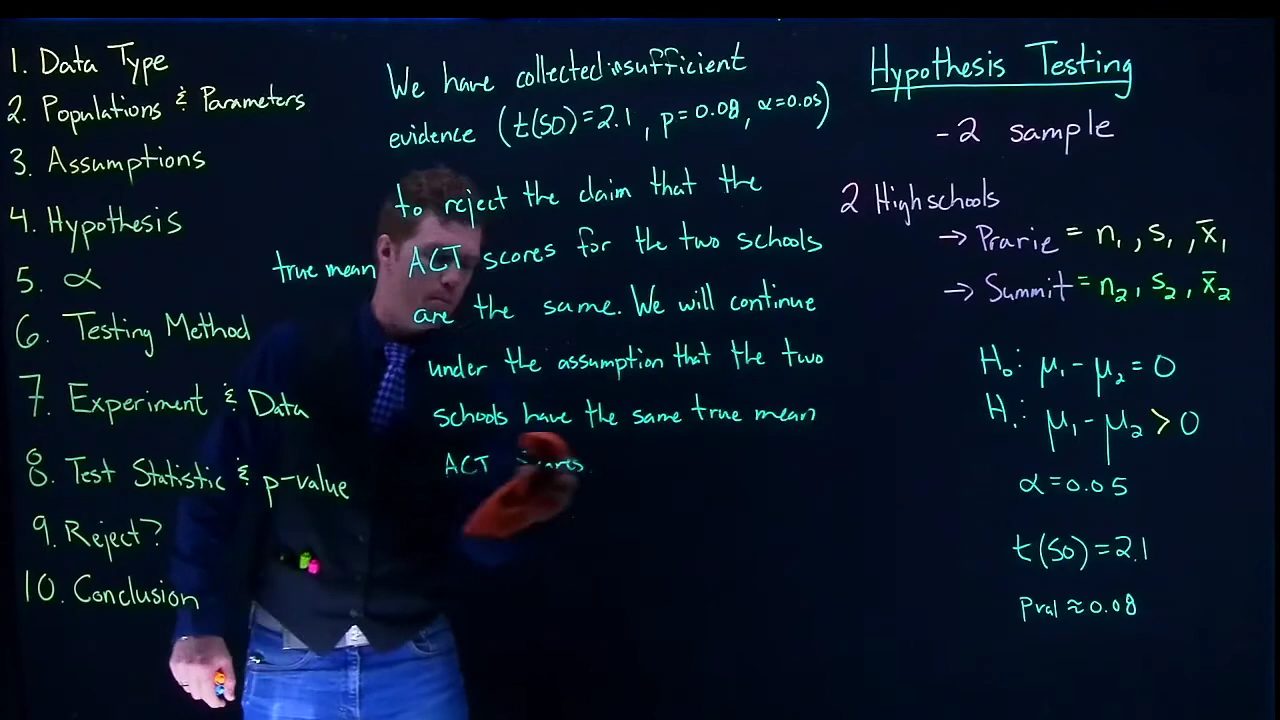 1. Data Type
2. Populations & Parameters
3. Assumptions
4. Hypothesis
5. α
6. Testing Method
7. Experiment & Data
8. Test Statistic & p-value
9. Reject?
10. Conclusion
We have collected insufficient
evidence (t(50)=2.1, p=0.08, α=0.05)
to reject the claim that the
true mean ACT scores for the two schools
are the same. We will continue
under the assumption that the two
schools have the same true mean
ACT
Hypothesis Testing
- 2 sample
2 Highschools
→ Prarie = n₁, s₁, x̄₁
→ Summit = n₂, s₂, x̄₂
H₀: μ₁ - μ₂ = 0
H₁: μ₁ - μ₂ > 0
α = 0.05
t(50) = 2.1
Pval ≈ 0.08